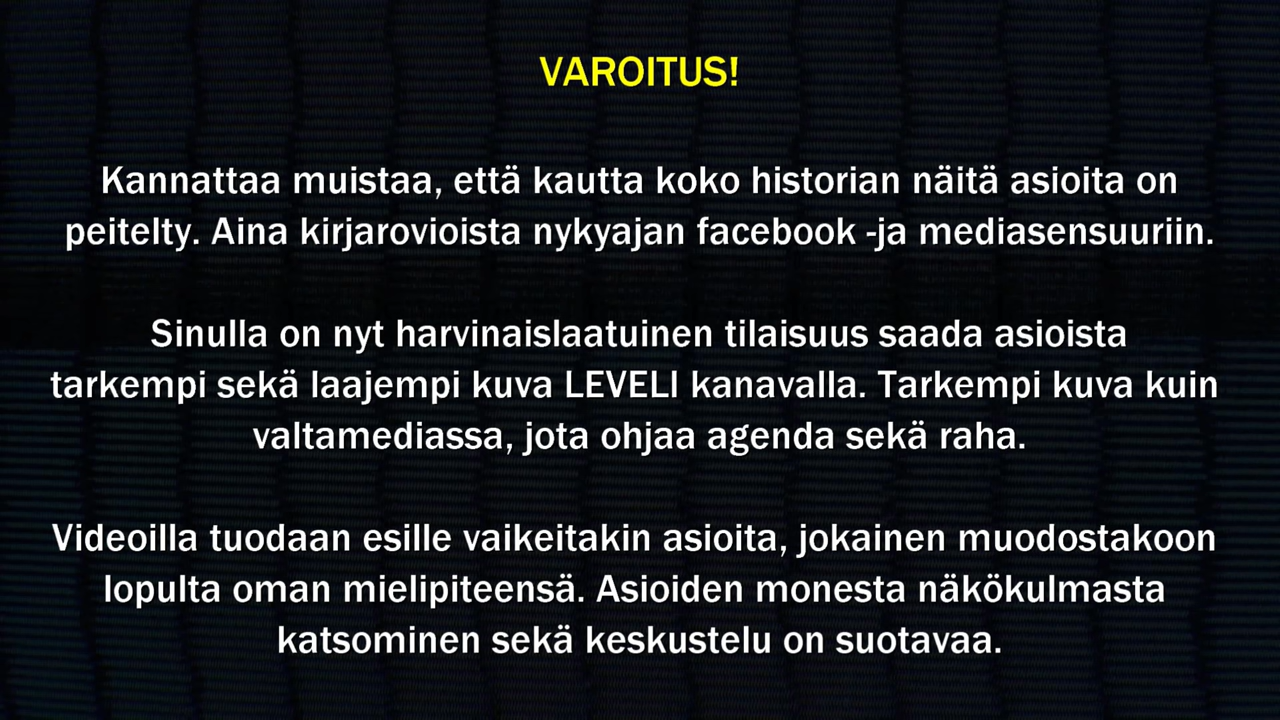 VAROITUS!
Kannattaa muistaa, että kautta koko historian näitä asioita on
peitelty. Aina kirjarovioista nykyajan facebook -ja mediasensuuriin.
Sinulla on nyt harvinaislaatuinen tilaisuus saada asioista
tarkempi sekä laajempi kuva LEVELI kanavalla. Tarkempi kuva kuin
valtamediassa, jota ohjaa agenda sekä raha.
Videoilla tuodaan esille vaikeitakin asioita, jokainen muodostakoon
lopulta oman mielipiteensä. Asioiden monesta näkökulmasta
katsominen sekä keskustelu on suotavaa.